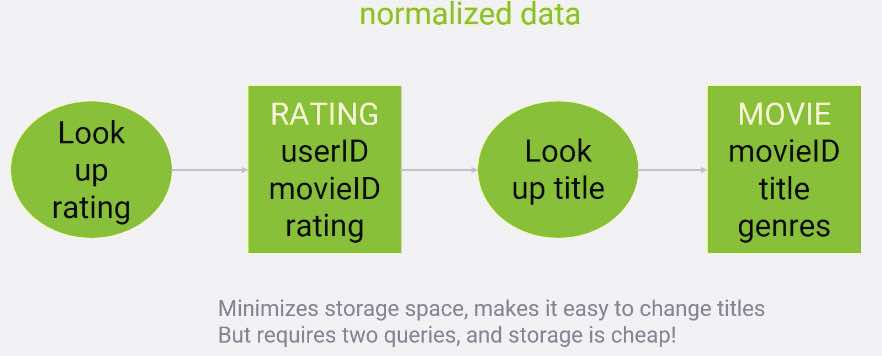 normalized data
Look
up
rating
RATING
userID
movieID
rating
Look
up title
MOVIE
movieID
title
genres
Minimizes storage space, makes it easy to change titles
But requires two queries, and storage is cheap!